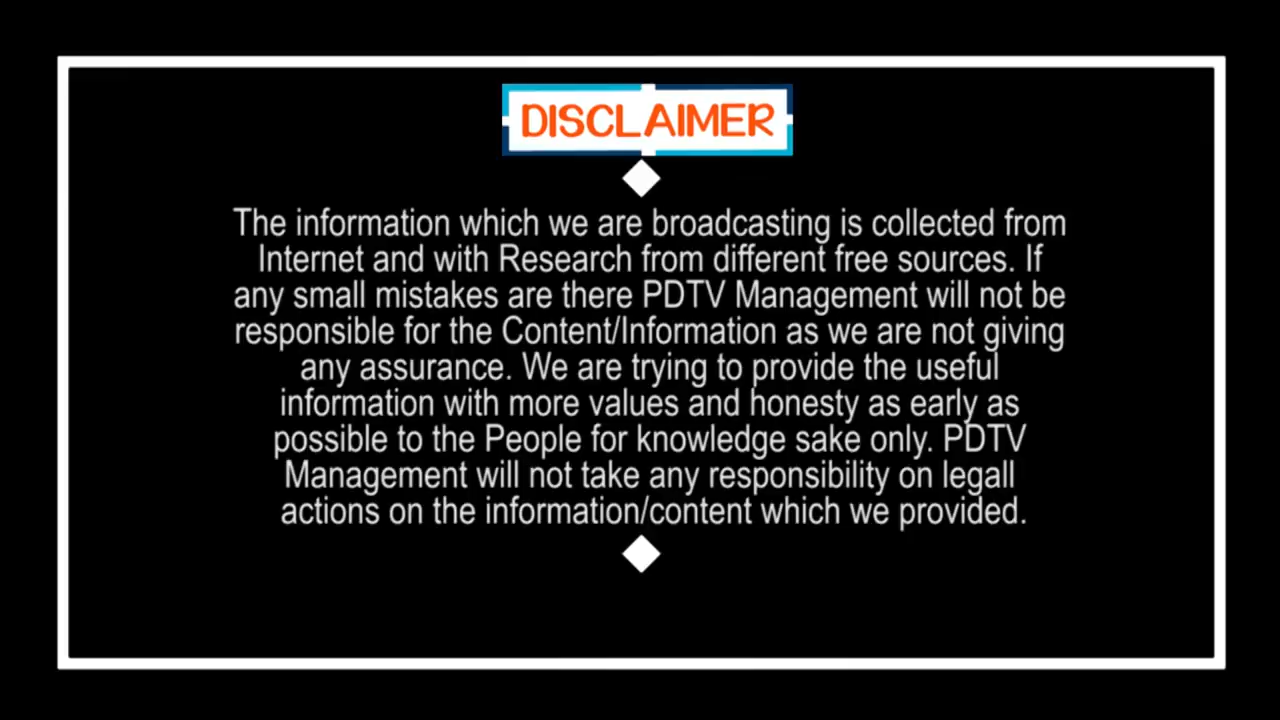 DISCLAIMER
The information which we are broadcasting is collected from
Internet and with Research from different free sources. If
any small mistakes are there PDTV Management will not be
responsible for the Content/Information as we are not giving
any assurance. We are trying to provide the useful
information with more values and honesty as early as
possible to the People for knowledge sake only. PDTV
Management will not take any responsibility on legall
actions on the information/content which we provided.